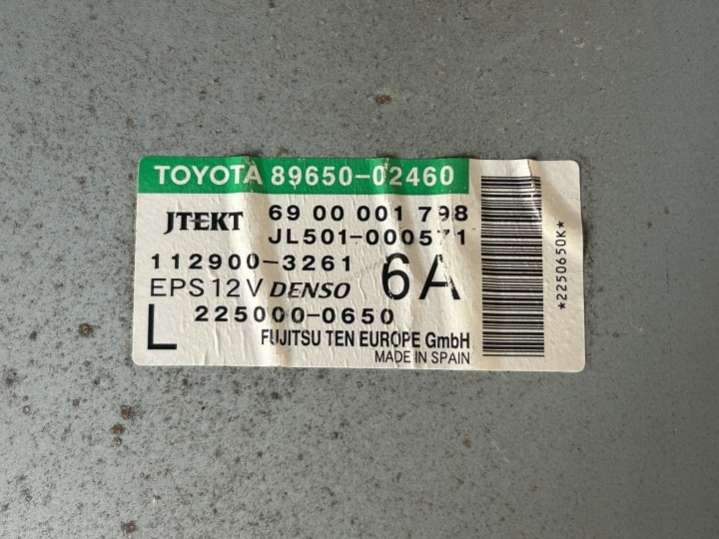 TOYOTA 89650-02460
JTEKT 69 00 001 798
JL501-000571
112900-3261
EPS 12V DENSO 6A
225000-0650
L FUJITSU TEN EUROPE GmbH
MADE IN SPAIN
*2250650K*